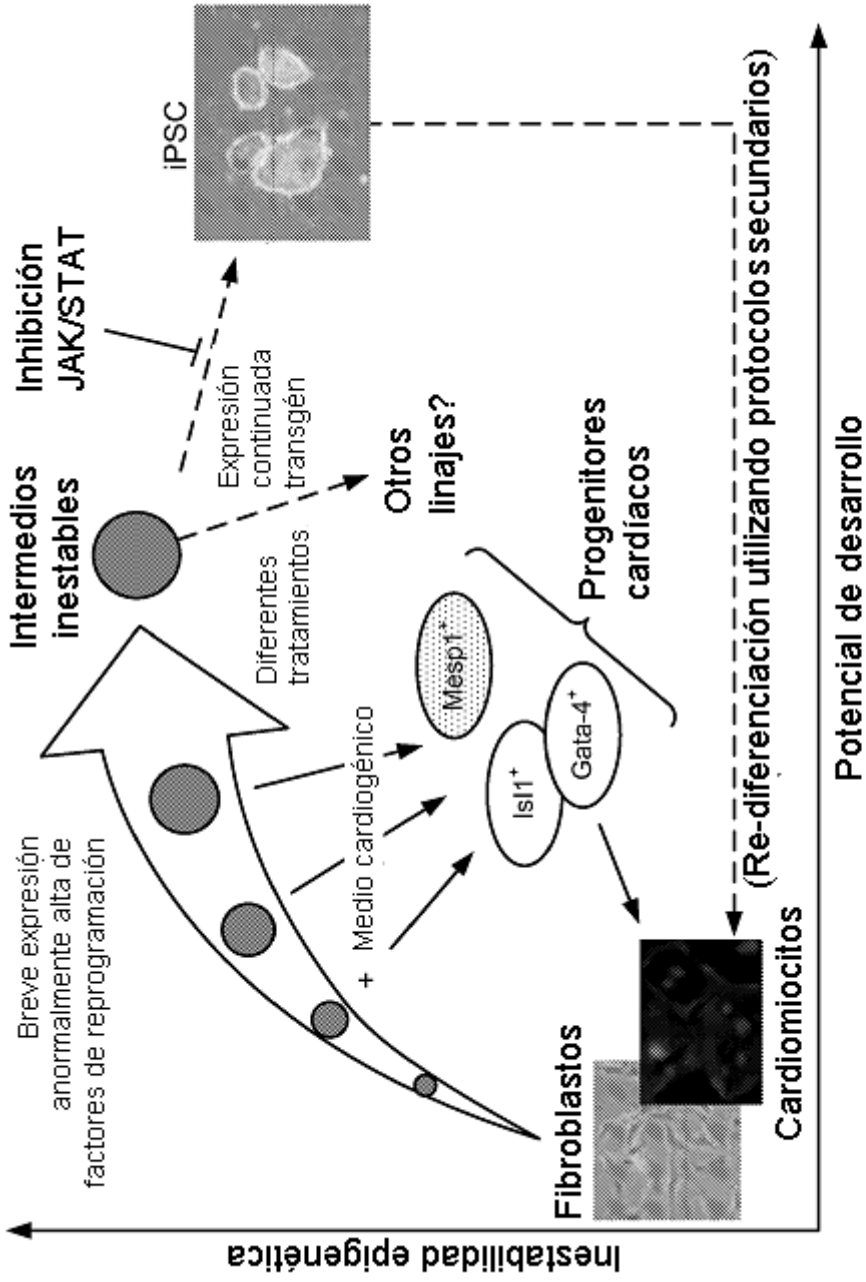 Breve expresión
anormalmente alta de
factores de reprogramación
Intermedios
inestables
Inhibición
JAK/STAT
iPSC
Expresión
continuada
transgén
Diferentes
tratamientos
Otros
linajes?
+ Medio cardiogénico
Mesp1+
Isl1+
Gata-4+
Progenitores
cardíacos
Fibroblastos
Cardiomiocitos
(Re-diferenciación utilizando protocolos secundarios)
Inestabilidad epigenética
Potencial de desarrollo